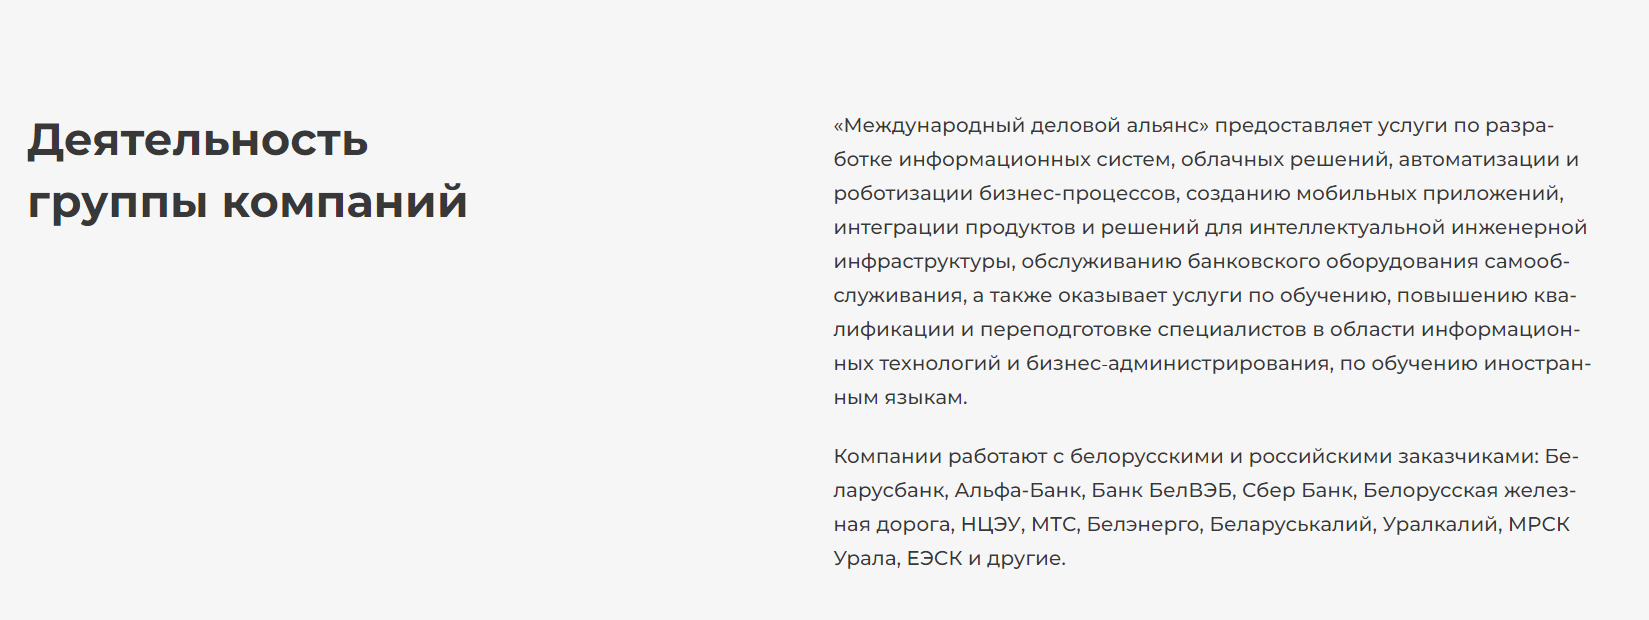 Деятельность
группы компаний
«Международный деловой альянс» предоставляет услуги по разра-
ботке информационных систем, облачных решений, автоматизации и
роботизации бизнес-процессов, созданию мобильных приложений,
интеграции продуктов и решений для интеллектуальной инженерной
инфраструктуры, обслуживанию банковского оборудования самооб-
служивания, а также оказывает услуги по обучению, повышению ква-
лификации и переподготовке специалистов в области информацион-
ных технологий и бизнес-администрирования, по обучению иностран-
ным языкам.
Компании работают с белорусскими и российскими заказчиками: Бе-
ларусбанк, Альфа-Банк, Банк БелВЭБ, Сбер Банк, Белорусская желез-
ная дорога, НЦЭУ, МТС, Белэнерго, Беларуськалий, Уралкалий, МРСК
Урала, ЕЭСК и другие.